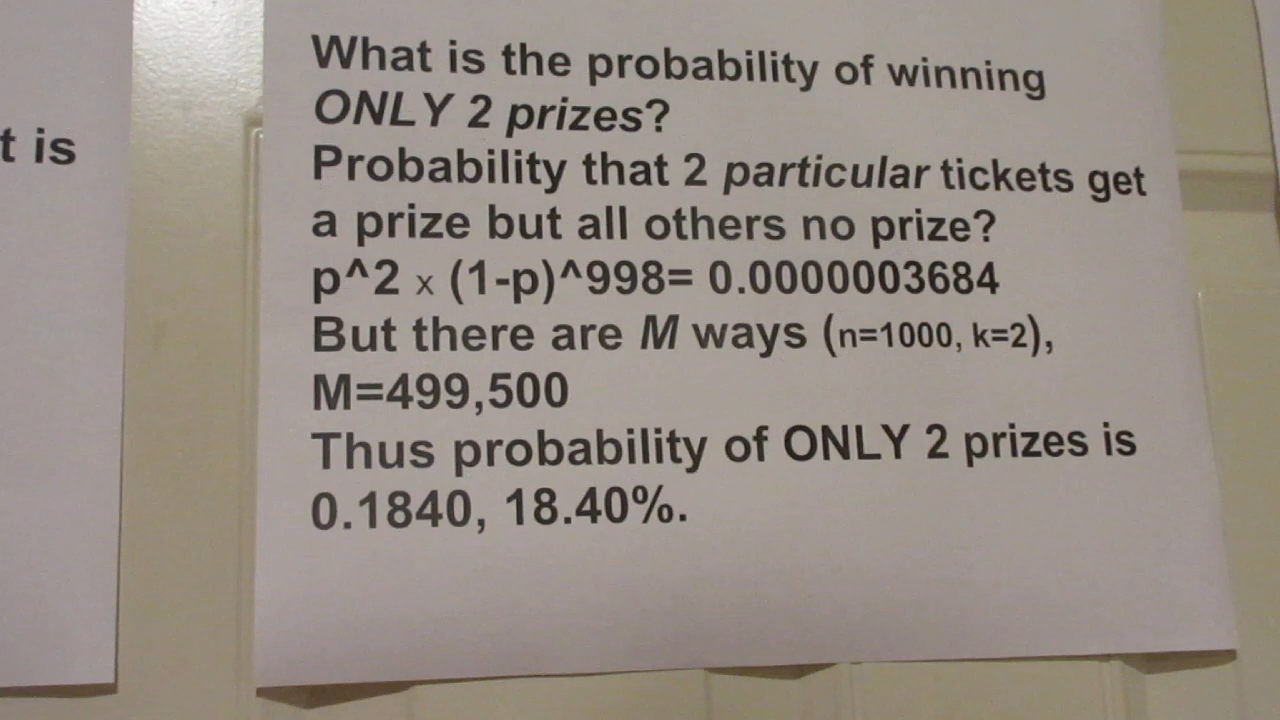 t is
What is the probability of winning
ONLY 2 prizes?
Probability that 2 particular tickets get
a prize but all others no prize?
p^2 x (1-p)^998= 0.0000003684
But there are M ways (n=1000, k=2),
M=499,500
Thus probability of ONLY 2 prizes is
0.1840, 18.40%.